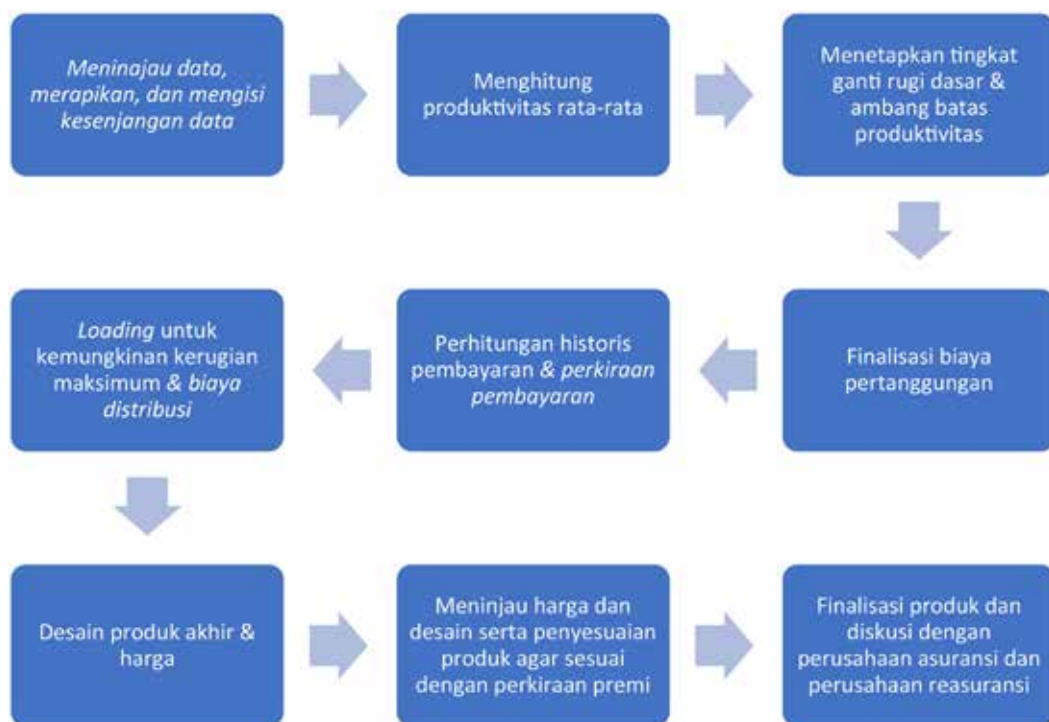 Meninajau data,
merapikan, dan mengisi
kesenjangan data
Menghitung
produktivitas rata-rata
Menetapkan tingkat
ganti rugi dasar &
ambang batas
produktivitas
Finalisasi biaya
pertanggungan
Perhitungan historis
pembayaran & perkiraan
pembayaran
Loading untuk
kemungkinan kerugian
maksimum & biaya
distribusi
Desain produk akhir &
harga
Meninjau harga dan
desain serta penyesuaian
produk agar sesuai
dengan perkiraan premi
Finalisasi produk dan
diskusi dengan
perusahaan asuransi dan
perusahaan reasuransi